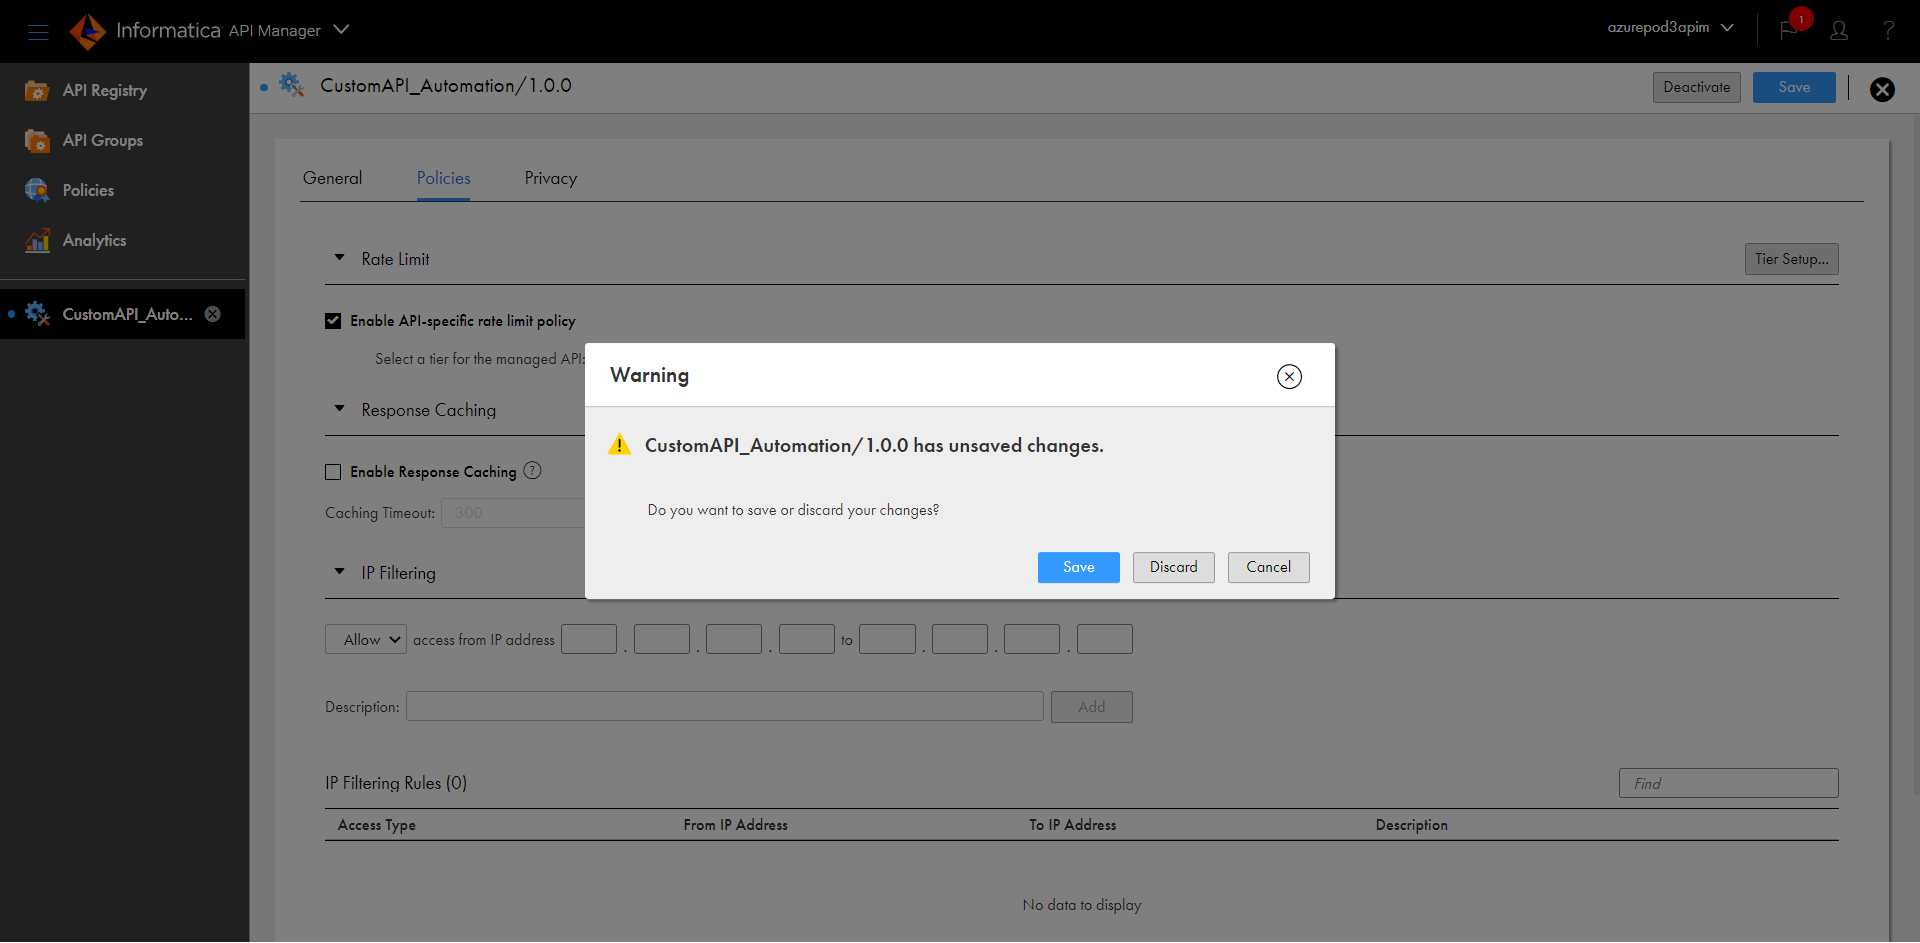 Informatica API Manager
azurepod3apim
1
?
API Registry
API Groups
Policies
Analytics
CustomAPI_Auto...
CustomAPI_Automation/1.0.0
Deactivate
Save
General
Policies
Privacy
Rate Limit
Tier Setup...
Enable API-specific rate limit policy
Select a tier for the managed API:
Response Caching
Enable Response Caching ?
Caching Timeout: 300
Warning
CustomAPI_Automation/1.0.0 has unsaved changes.
Do you want to save or discard your changes?
Save
Discard
Cancel
IP Filtering
Allow access from IP address . . . to . . .
Description:
Add
IP Filtering Rules (0)
Find
Access Type
From IP Address
To IP Address
Description
No data to display